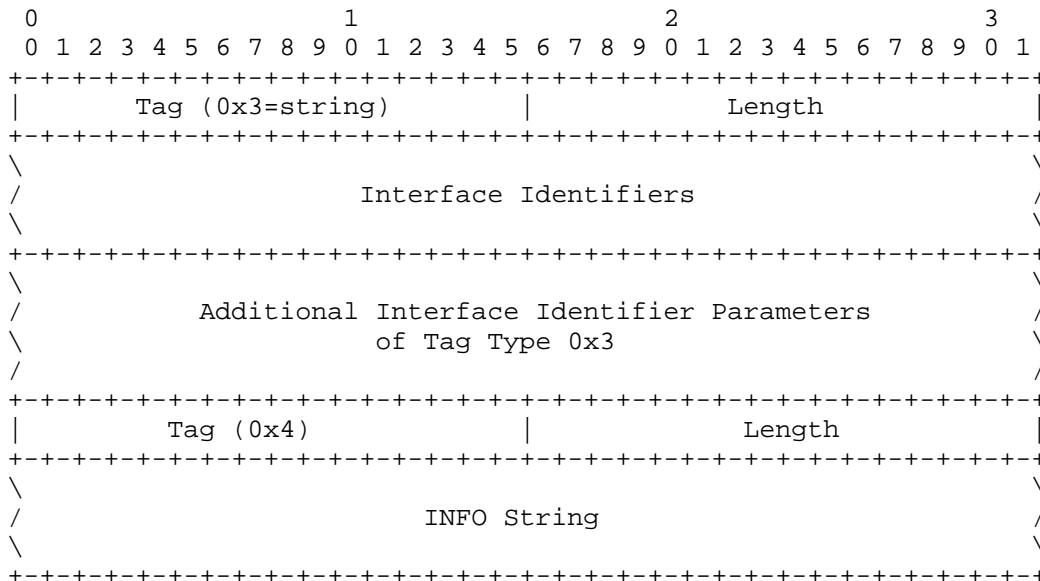 0                   1                   2                   3
 0 1 2 3 4 5 6 7 8 9 0 1 2 3 4 5 6 7 8 9 0 1 2 3 4 5 6 7 8 9 0 1
+-+-+-+-+-+-+-+-+-+-+-+-+-+-+-+-+-+-+-+-+-+-+-+-+-+-+-+-+-+-+-+-+
|       Tag (0x3=string)        |            Length             |
+-+-+-+-+-+-+-+-+-+-+-+-+-+-+-+-+-+-+-+-+-+-+-+-+-+-+-+-+-+-+-+-+
\                                                               \
/                     Interface Identifiers                     /
\                                                               \
+-+-+-+-+-+-+-+-+-+-+-+-+-+-+-+-+-+-+-+-+-+-+-+-+-+-+-+-+-+-+-+-+
\                                                               \
/           Additional Interface Identifier Parameters          /
\                      of Tag Type 0x3                          \
/                                                               /
+-+-+-+-+-+-+-+-+-+-+-+-+-+-+-+-+-+-+-+-+-+-+-+-+-+-+-+-+-+-+-+-+
|         Tag (0x4)             |             Length            |
+-+-+-+-+-+-+-+-+-+-+-+-+-+-+-+-+-+-+-+-+-+-+-+-+-+-+-+-+-+-+-+-+
\                                                               \
/                         INFO String                           /
\                                                               \
+-+-+-+-+-+-+-+-+-+-+-+-+-+-+-+-+-+-+-+-+-+-+-+-+-+-+-+-+-+-+-+-+